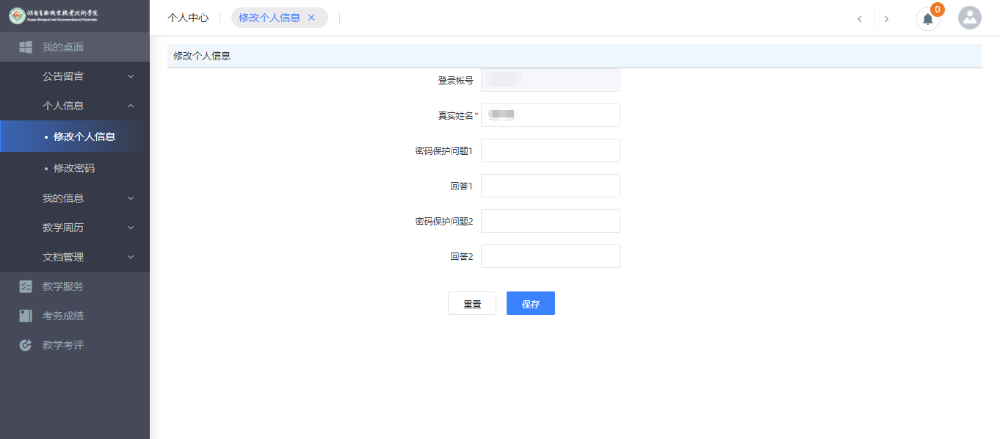 湖南生物机电职业技术学院
Hunan Biological And Electromechanical Polytechnic
个人中心
修改个人信息
0
我的桌面
公告留言
个人信息
修改个人信息
修改密码
我的信息
教学周历
文档管理
教学服务
考务成绩
教学考评
修改个人信息
登录帐号
真实姓名*
密码保护问题1
回答1
密码保护问题2
回答2
重置 保存